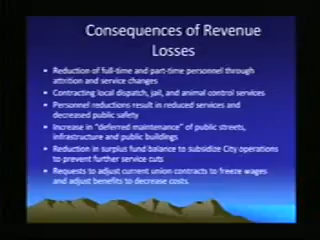 Consequences of Revenue
Losses
• Reduction of full-time and part-time personnel through
attrition and service changes
• Contracting local dispatch, jail, and animal control services
• Personnel reductions result in reduced services and
decreased public safety
• Increase in "deferred maintenance" of public streets,
infrastructure and public buildings
• Reduction in surplus fund balance to subsidize City operations
to prevent further service cuts
• Requests to adjust current union contracts to freeze wages
and adjust benefits to decrease costs.